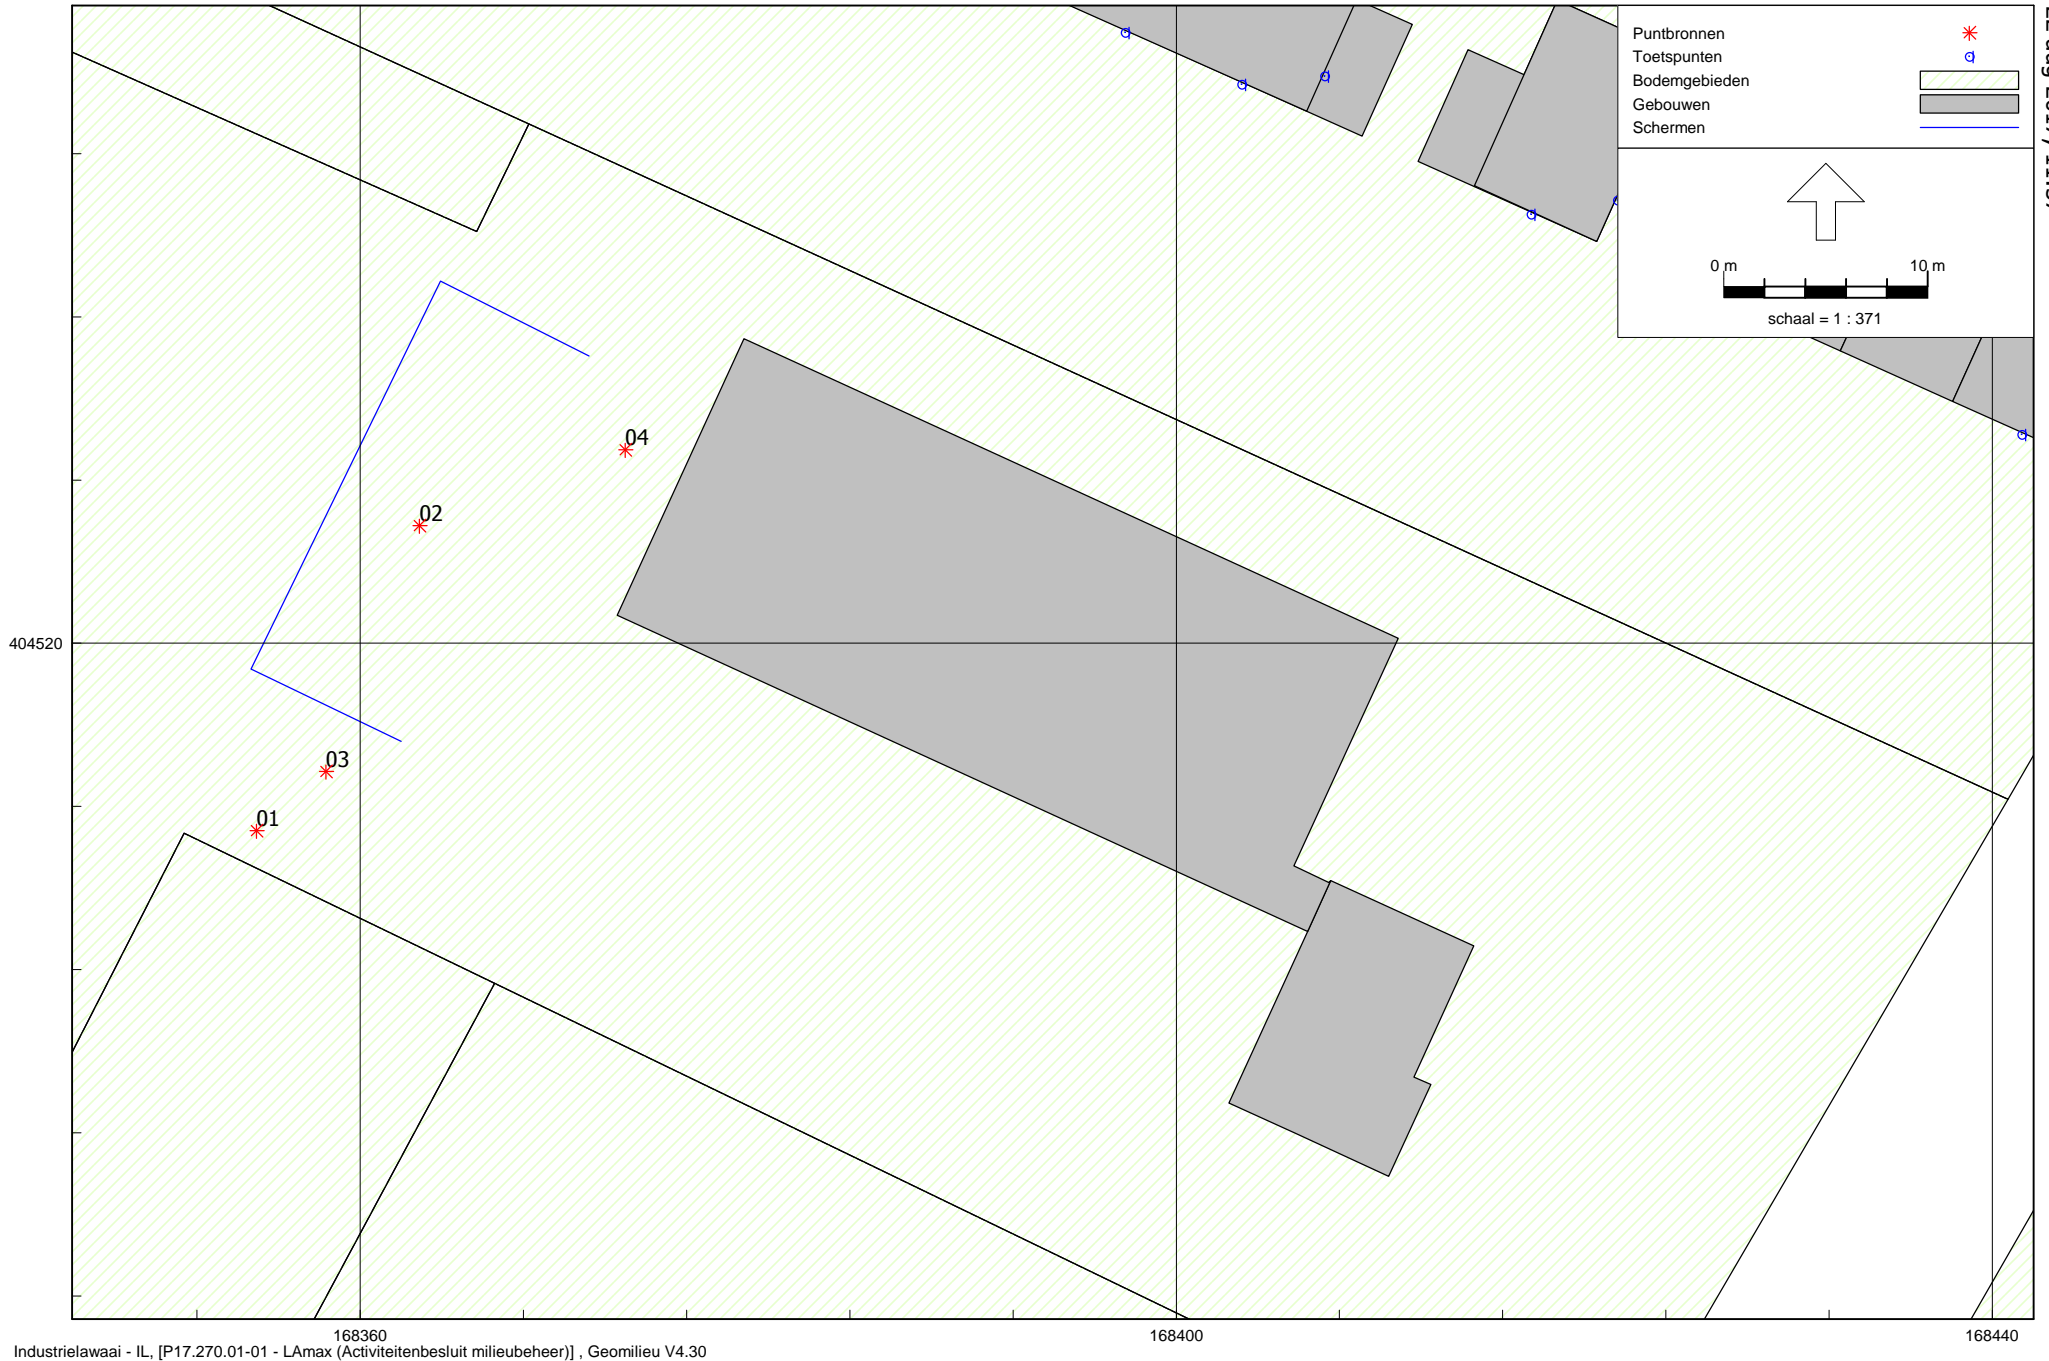 Puntbronnen
Toetspunten
Bodemgebieden
Gebouwen
Schermen
0 m 10 m
schaal = 1 : 371
04
02
404520
03
01
168360 168400 168440
Industrielawaai - IL, [P17.270.01-01 - LAmax (Activiteitenbesluit milieubeheer)] , Geomilieu V4.30